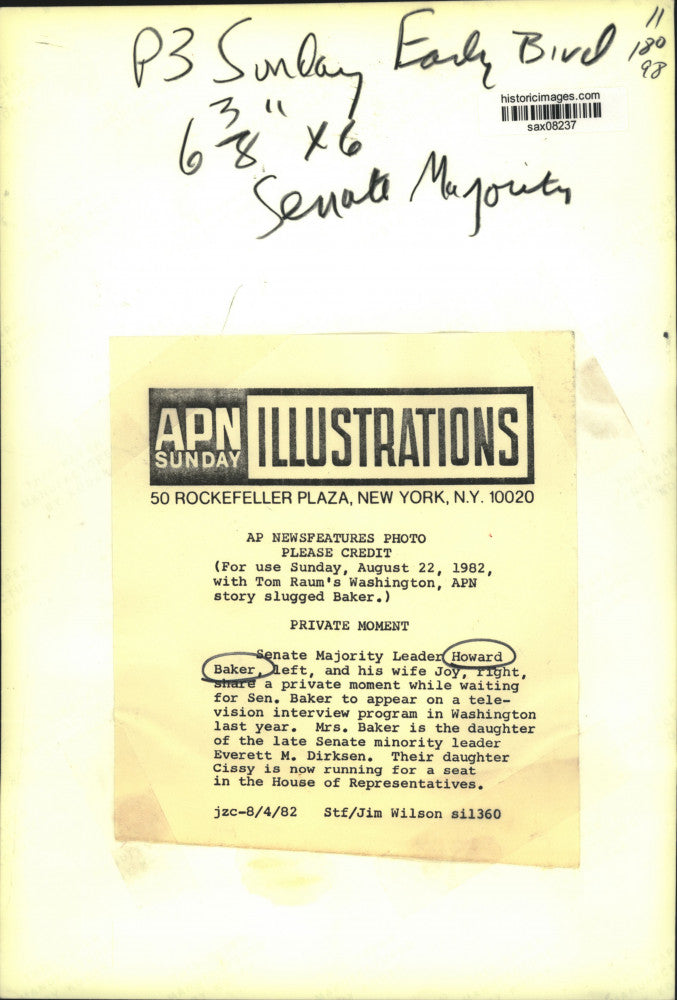 P3 Sunday Early Bird
11
180
98
historicimages.com
sax08237
6 3/8" x 6
Senate Majority
APN
SUNDAY
ILLUSTRATIONS
50 ROCKEFELLER PLAZA, NEW YORK, N.Y. 10020
AP NEWSFEATURES PHOTO
PLEASE CREDIT
(For use Sunday, August 22, 1982,
with Tom Raum's Washington, APN
story slugged Baker.)
PRIVATE MOMENT
Senate Majority Leader Howard
Baker, left, and his wife Joy, right,
share a private moment while waiting
for Sen. Baker to appear on a tele-
vision interview program in Washington
last year. Mrs. Baker is the daughter
of the late Senate minority leader
Everett M. Dirksen. Their daughter
Cissy is now running for a seat
in the House of Representatives.
jzc-8/4/82 Stf/Jim Wilson sil360